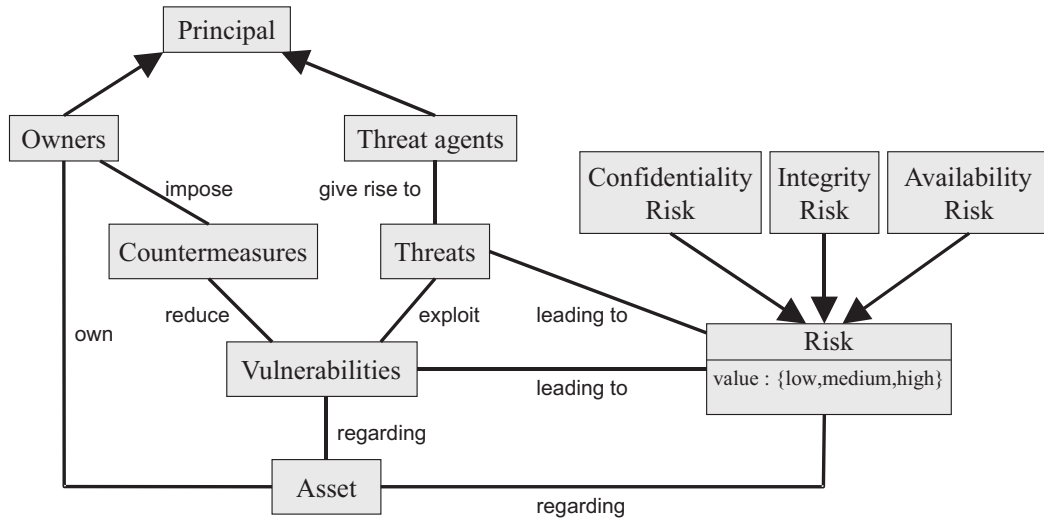 Principal
Owners
Threat agents
Confidentiality
Risk
Integrity
Risk
Availability
Risk
impose
give rise to
Countermeasures
Threats
own
reduce
exploit
leading to
Risk
value : {low,medium,high}
Vulnerabilities
leading to
regarding
Asset
regarding